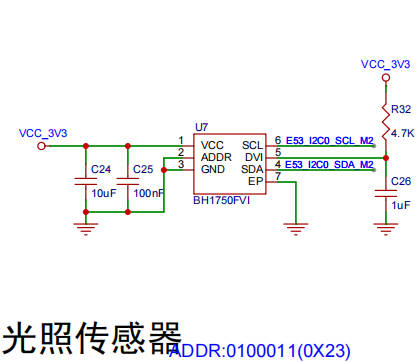 VCC_3V3
R32
4.7K
U7
VCC_3V3
1
VCC
SCL
6
E53_I2C0_SCL_M2
2
ADDR
DVI
5
3
GND
SDA
4
E53_I2C0_SDA_M2
EP
7
BH1750FVI
C24
10uF
C25
100nF
C26
1uF
光照传感器
ADDR:0100011(0X23)